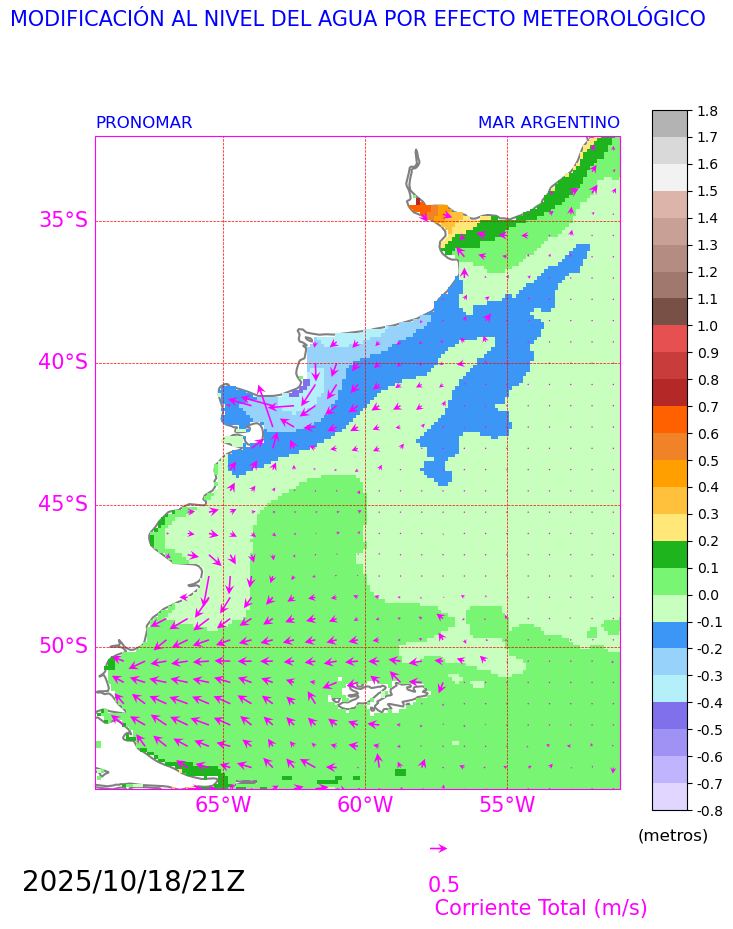 MODIFICACIÓN AL NIVEL DEL AGUA POR EFECTO METEOROLÓGICO
PRONOMAR
MAR ARGENTINO
35°S
40°S
45°S
50°S
65°W
60°W
55°W
1.8
1.7
1.6
1.5
1.4
1.3
1.2
1.1
1.0
0.9
0.8
0.7
0.6
0.5
0.4
0.3
0.2
0.1
0.0
-0.1
-0.2
-0.3
-0.4
-0.5
-0.6
-0.7
-0.8
(metros)
2025/10/18/21Z
0.5
Corriente Total (m/s)